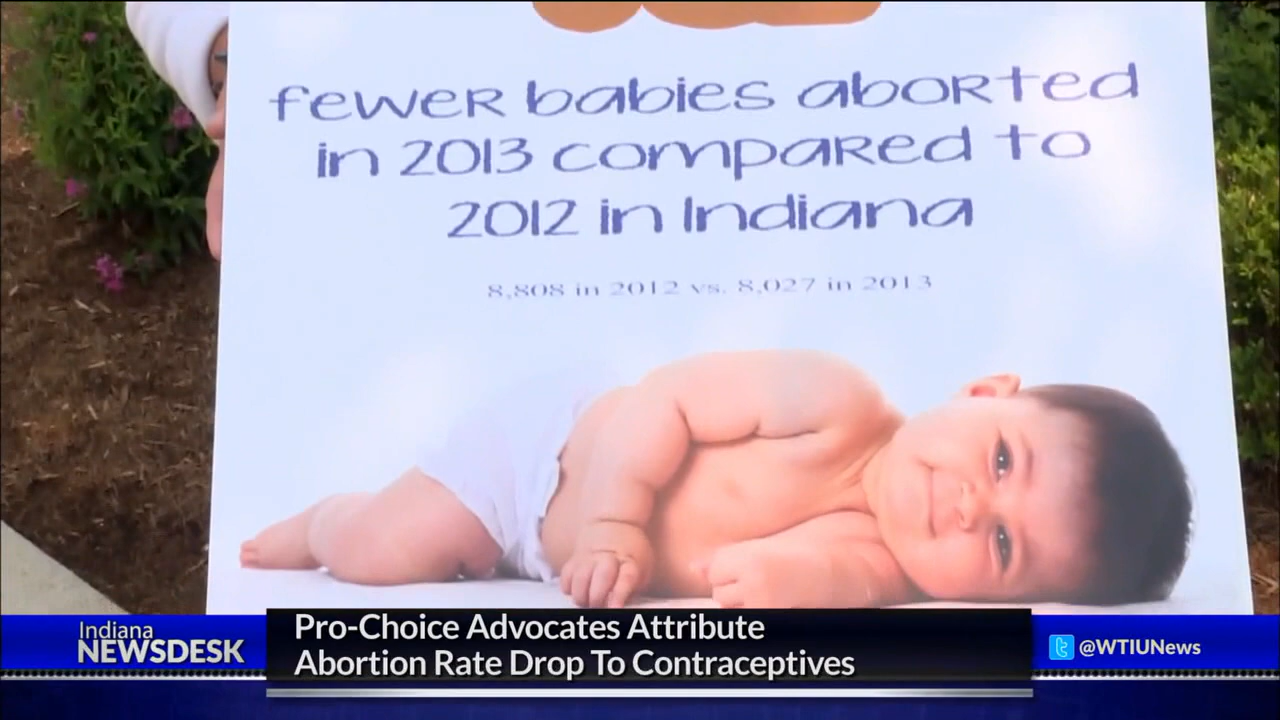 fewer babies aborted
in 2013 compared to
2012 in Indiana
8,808 in 2012 vs. 8,027 in 2013
Indiana
NEWSDESK
Pro-Choice Advocates Attribute
Abortion Rate Drop To Contraceptives
@WTIUNews